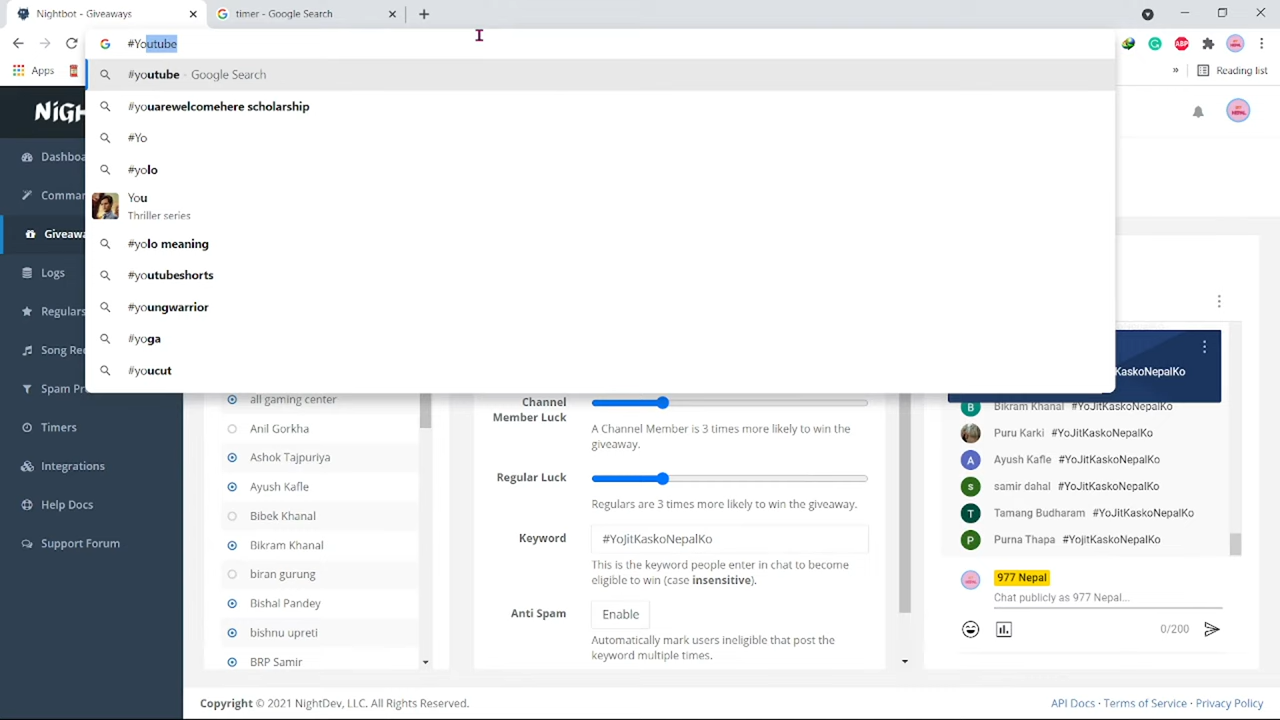 Nightbot - Giveaways
timer - Google Search
#Youtube
Apps
Reading list
#youtube - Google Search
#youarewelcomehere scholarship
#Yo
#yolo
You
Thriller series
#yolo meaning
#youtubeshorts
#youngwarrior
#yoga
#youcut
NIGH
Dashboa
Comman
Giveawa
Logs
Regulars
Song Rec
Spam Pr
Timers
Integrations
Help Docs
Support Forum
all gaming center
Anil Gorkha
Ashok Tajpuriya
Ayush Kafle
Bibek Khanal
Bikram Khanal
biran gurung
Bishal Pandey
bishnu upreti
BRP Samir
Channel
Member Luck
A Channel Member is 3 times more likely to win the
giveaway.
Regular Luck
Regulars are 3 times more likely to win the giveaway.
Keyword
#YoJitKaskoNepalKo
This is the keyword people enter in chat to become
eligible to win (case insensitive).
Anti Spam
Enable
Automatically mark users ineligible that post the
keyword multiple times.
KaskoNepalKo
Bikram Khanal #YoJitKaskoNepalKo
Puru Karki #YoJitKaskoNepalKo
Ayush Kafle #YoJitKaskoNepalKo
samir dahal #YoJitKaskoNepalKo
Tamang Budharam #YoJitKaskoNepalKo
Purna Thapa #YojitKaskoNepalKo
977 Nepal
Chat publicly as 977 Nepal...
0/200
Copyright © 2021 NightDev, LLC. All Rights Reserved.
API Docs · Terms of Service · Privacy Policy